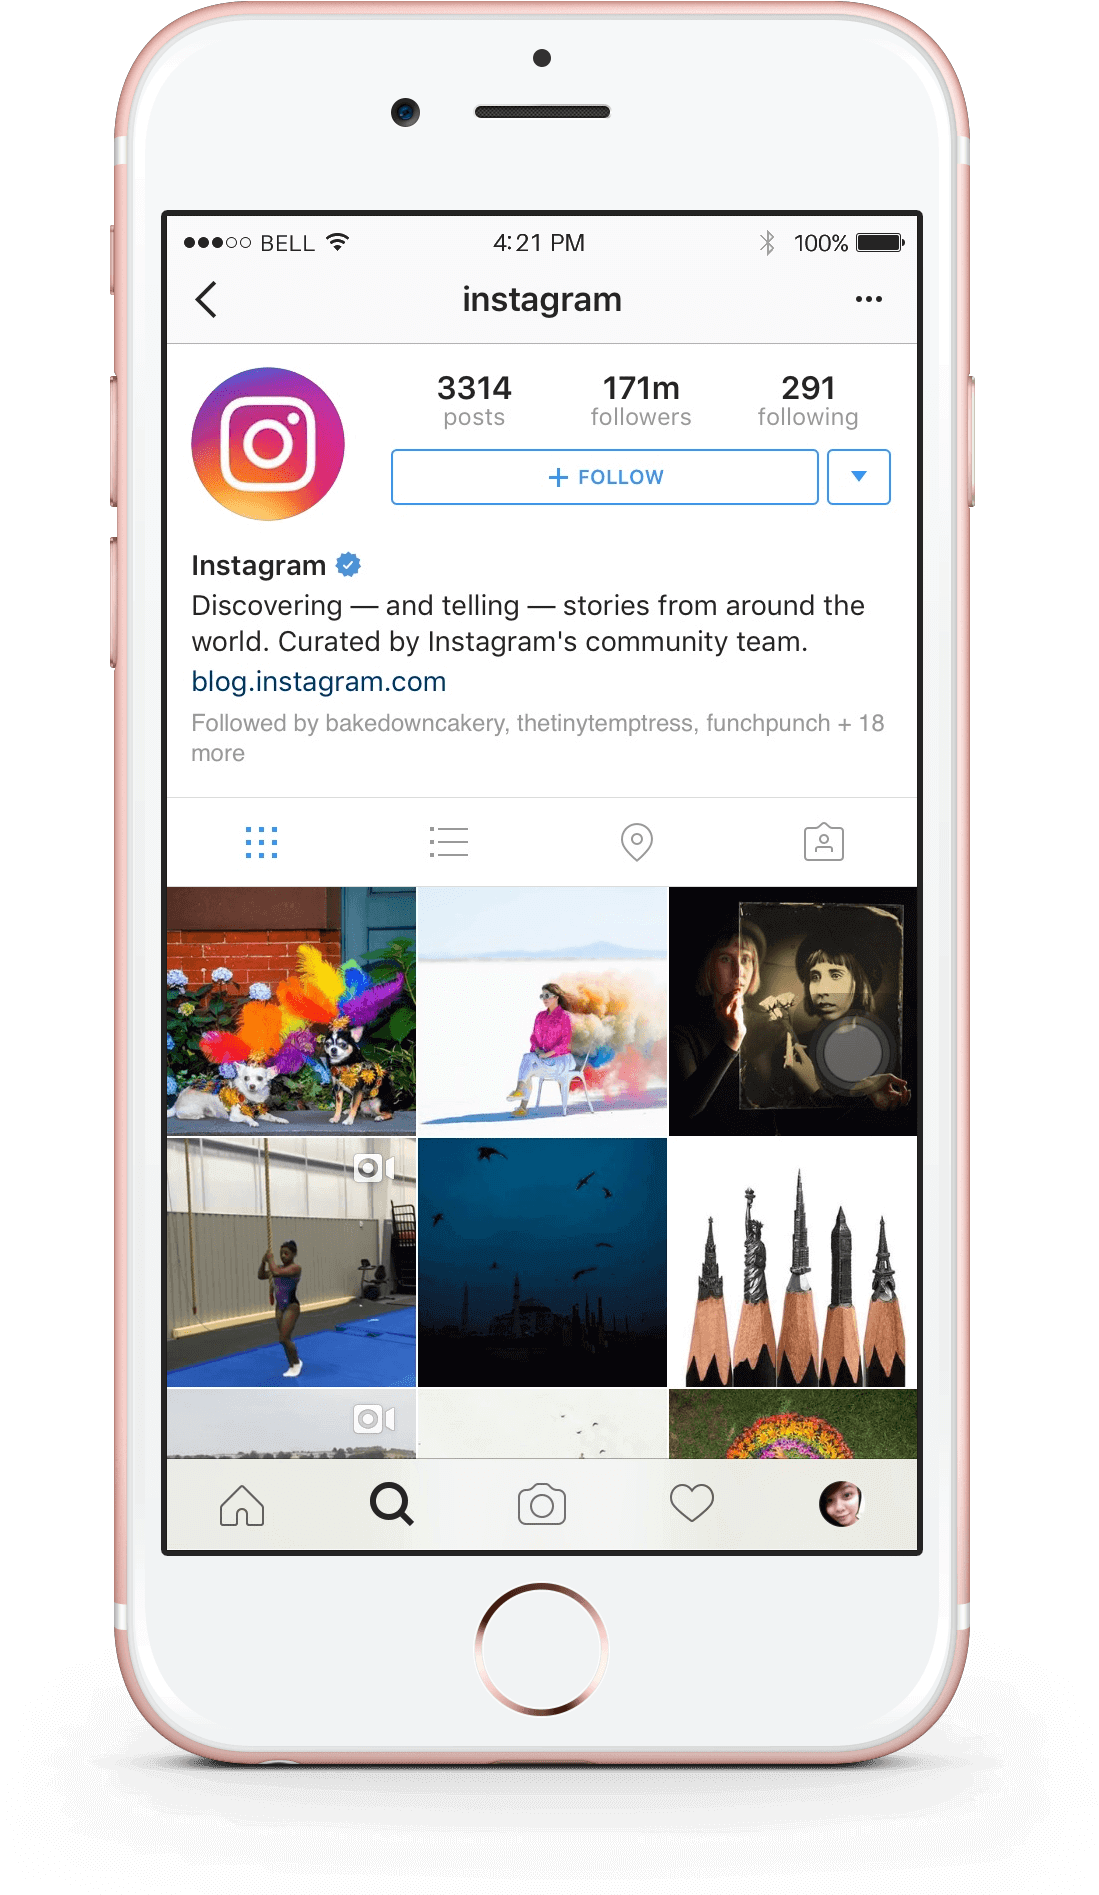 BELL 4:21 PM 100%
instagram
3314 171m 291
posts followers following
+ FOLLOW
Instagram
Discovering — and telling — stories from around the
world. Curated by Instagram's community team.
blog.instagram.com
Followed by bakedowncakery, thetinytemptress, funchpunch + 18
more